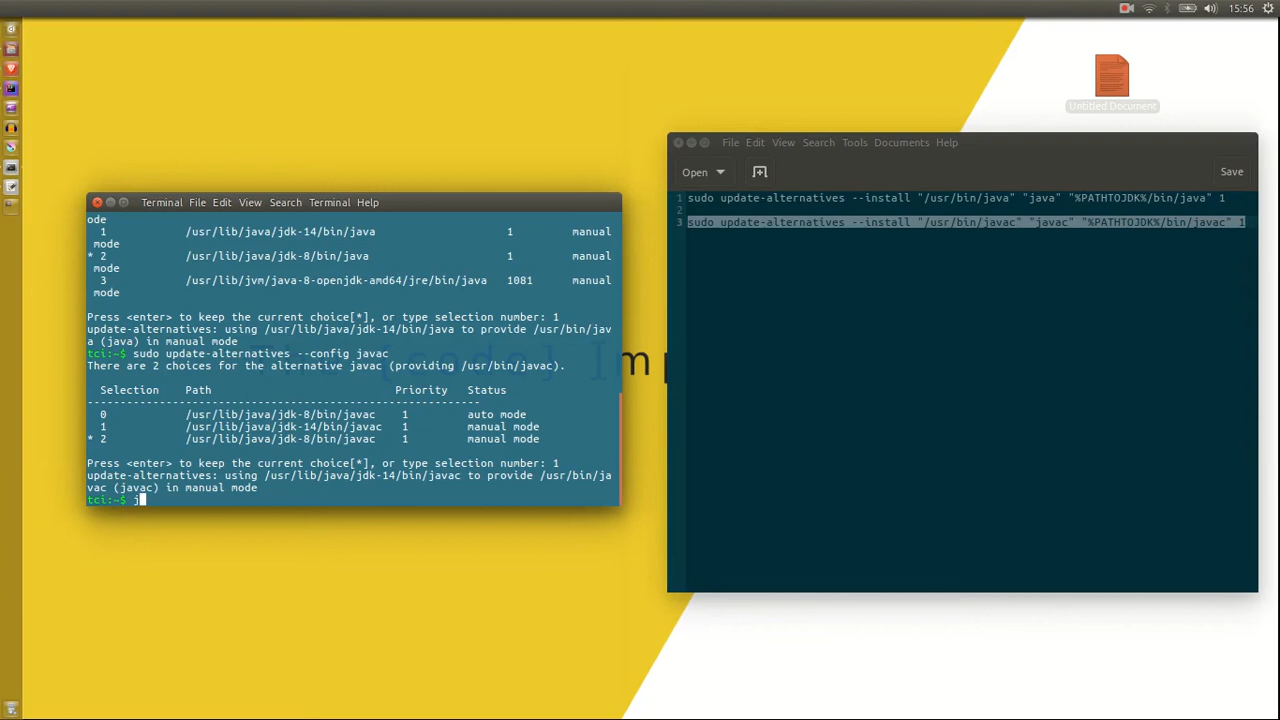 15:56
Untitled Document
File Edit View Search Tools Documents Help
Open
Save
1 sudo update-alternatives --install "/usr/bin/java" "java" "%PATHTOJDK%/bin/java" 1
2
3 sudo update-alternatives --install "/usr/bin/javac" "javac" "%PATHTOJDK%/bin/javac" 1
Terminal File Edit View Search Terminal Help
ode
1 /usr/lib/java/jdk-14/bin/java 1 manual
mode
* 2 /usr/lib/java/jdk-8/bin/java 1 manual
mode
3 /usr/lib/jvm/java-8-openjdk-amd64/jre/bin/java 1081 manual
mode
Press <enter> to keep the current choice[*], or type selection number: 1
update-alternatives: using /usr/lib/java/jdk-14/bin/java to provide /usr/bin/jav
a (java) in manual mode
tci:~$ sudo update-alternatives --config javac
There are 2 choices for the alternative javac (providing /usr/bin/javac).
Selection Path Priority Status
------------------------------------------------------------
0 /usr/lib/java/jdk-8/bin/javac 1 auto mode
1 /usr/lib/java/jdk-14/bin/javac 1 manual mode
* 2 /usr/lib/java/jdk-8/bin/javac 1 manual mode
Press <enter> to keep the current choice[*], or type selection number: 1
update-alternatives: using /usr/lib/java/jdk-14/bin/javac to provide /usr/bin/ja
vac (javac) in manual mode
tci:~$ j